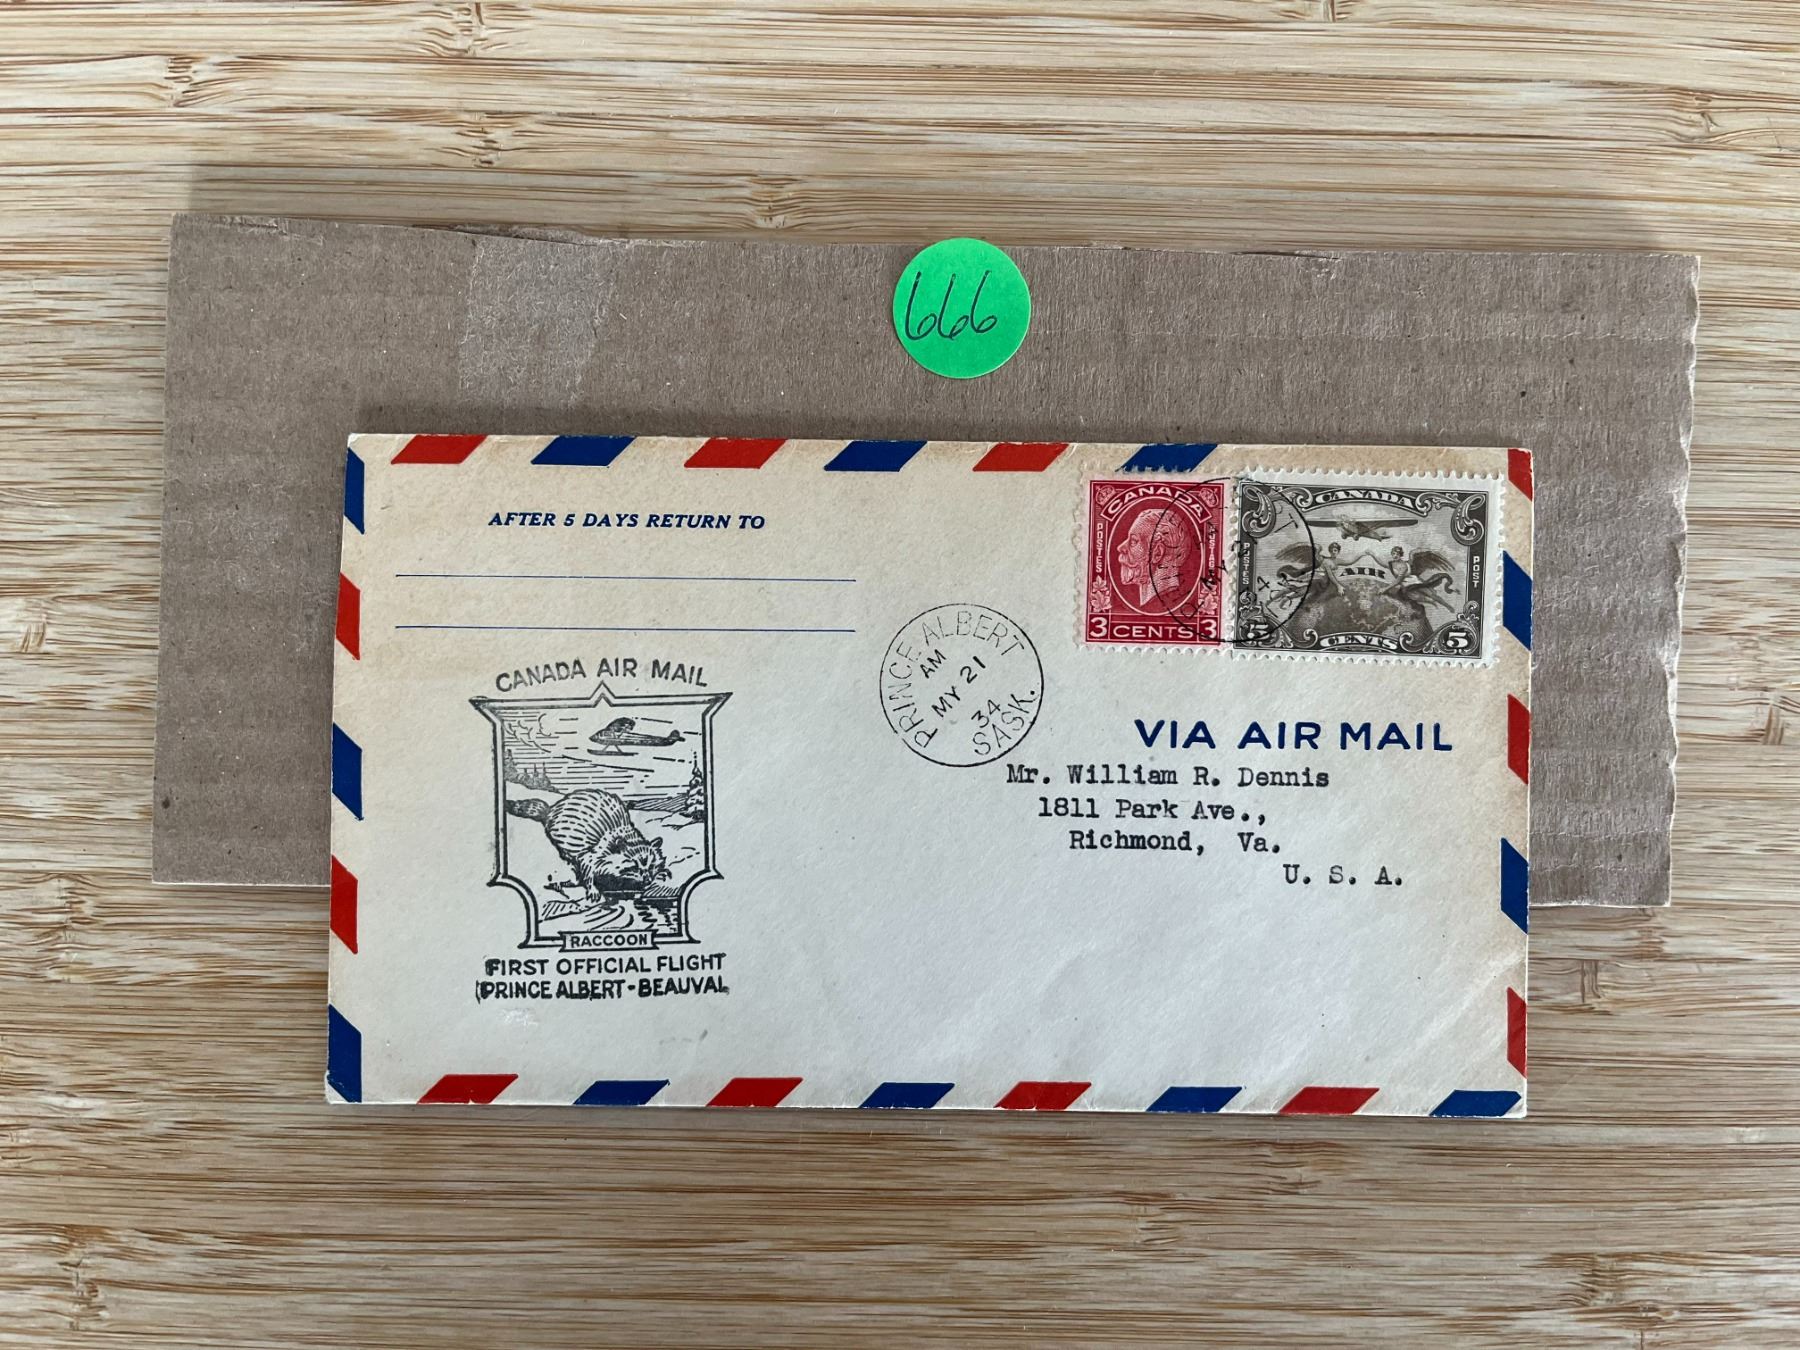 666
AFTER 5 DAYS RETURN TO
CANADA AIR MAIL
RACCOON
FIRST OFFICIAL FLIGHT
PRINCE ALBERT-BEAUVAL
PRINCE ALBERT
AM
MY 21
34
SASK.
CANADA
POSTES
POSTAGE
3 CENTS 3
CANADA
POSTES
AIR
POST
5 CENTS 5
VIA AIR MAIL
Mr. William R. Dennis
1811 Park Ave.,
Richmond, Va.
U. S. A.